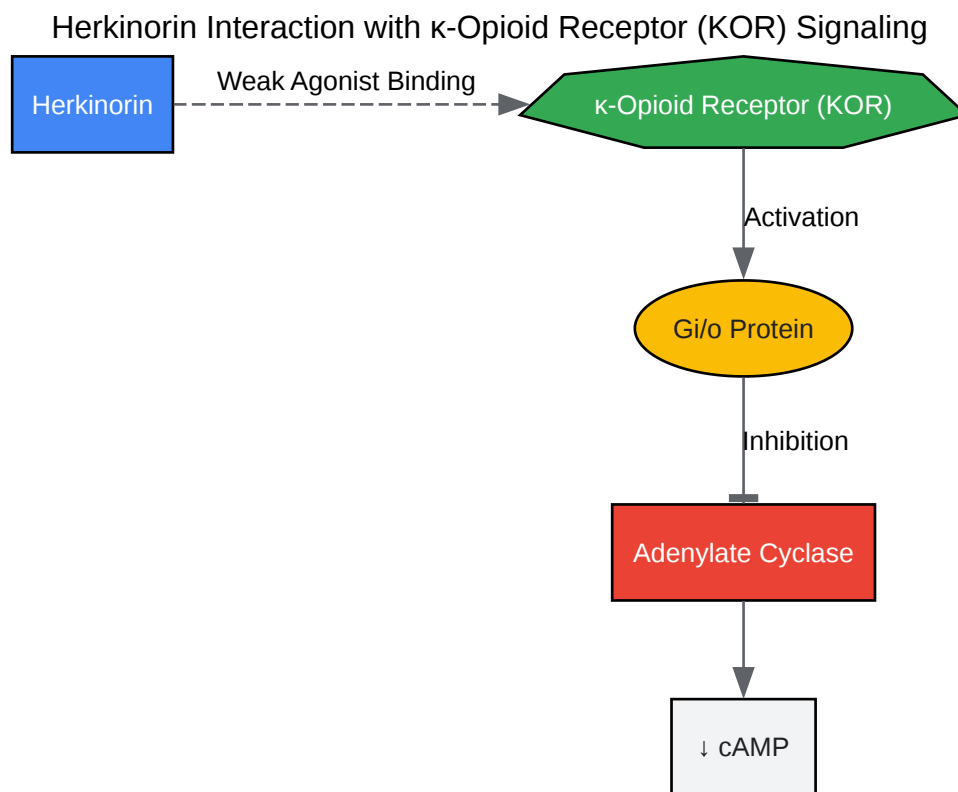 Herkinorin Interaction with κ-Opioid Receptor (KOR) Signaling
Herkinorin
Weak Agonist Binding
κ-Opioid Receptor (KOR)
Activation
Gi/o Protein
Inhibition
Adenylate Cyclase
↓ cAMP